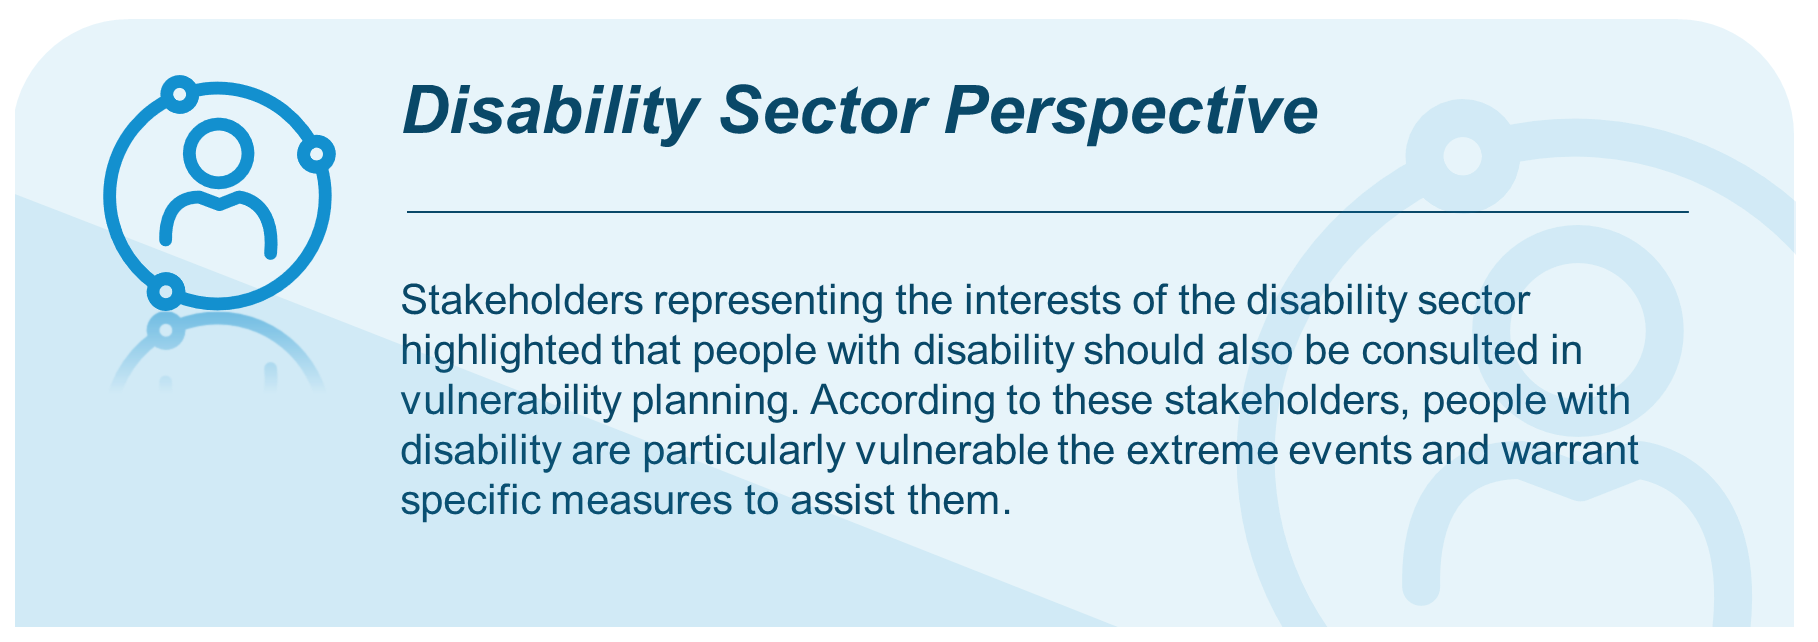 Disability Sector Perspective
Stakeholders representing the interests of the disability sector
highlighted that people with disability should also be consulted in
vulnerability planning. According to these stakeholders, people with
disability are particularly vulnerable the extreme events and warrant
specific measures to assist them.